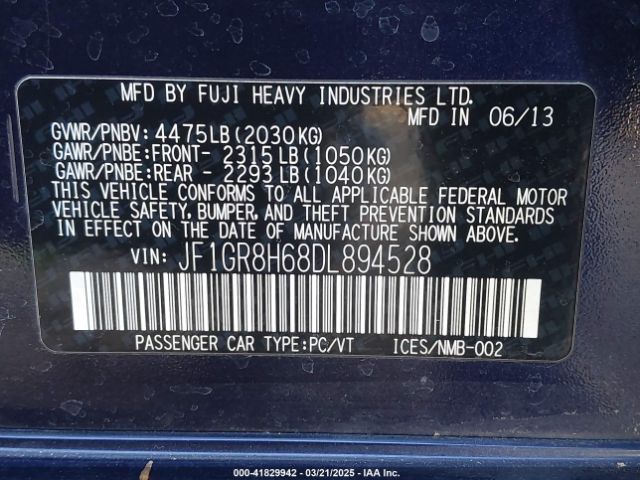 MFD BY FUJI HEAVY INDUSTRIES LTD.
MFD IN 06/13
GVWR/PNBV: 4475LB(2030KG)
GAWR/PNBE:FRONT- 2315LB(1050KG)
GAWR/PNBE:REAR - 2293LB(1040KG)
THIS VEHICLE CONFORMS TO ALL APPLICABLE FEDERAL MOTOR
VEHICLE SAFETY, BUMPER, AND THEFT PREVENTION STANDARDS
IN EFFECT ON THE DATE OF MANUFACTURE SHOWN ABOVE.
VIN: JF1GR8H68DL894528
PASSENGER CAR TYPE:PC/VT ICES/NMB-002
000-41829942 - 03/21/2025 - IAA Inc.